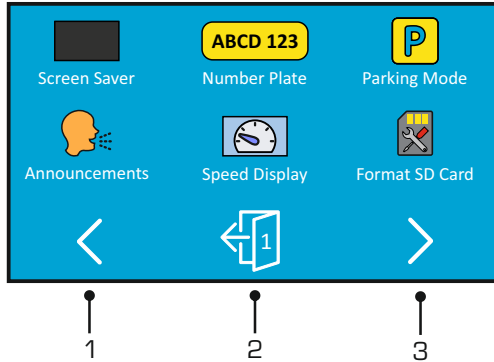 ABCD 123
P
Screen Saver
Number Plate
Parking Mode
Announcements
Speed Display
Format SD Card
1
1
2
3